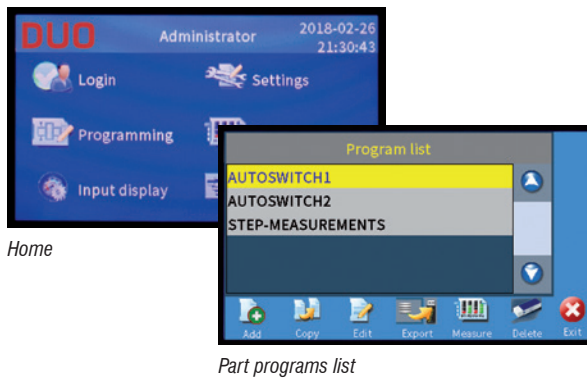 DUO
Administrator
2018-02-26
21:30:43
Login
Settings
Programming
Input display
Home
Program list
AUTOSWITCH1
AUTOSWITCH2
STEP-MEASUREMENTS
Add Copy Edit Export Measure Delete Exit
Part programs list